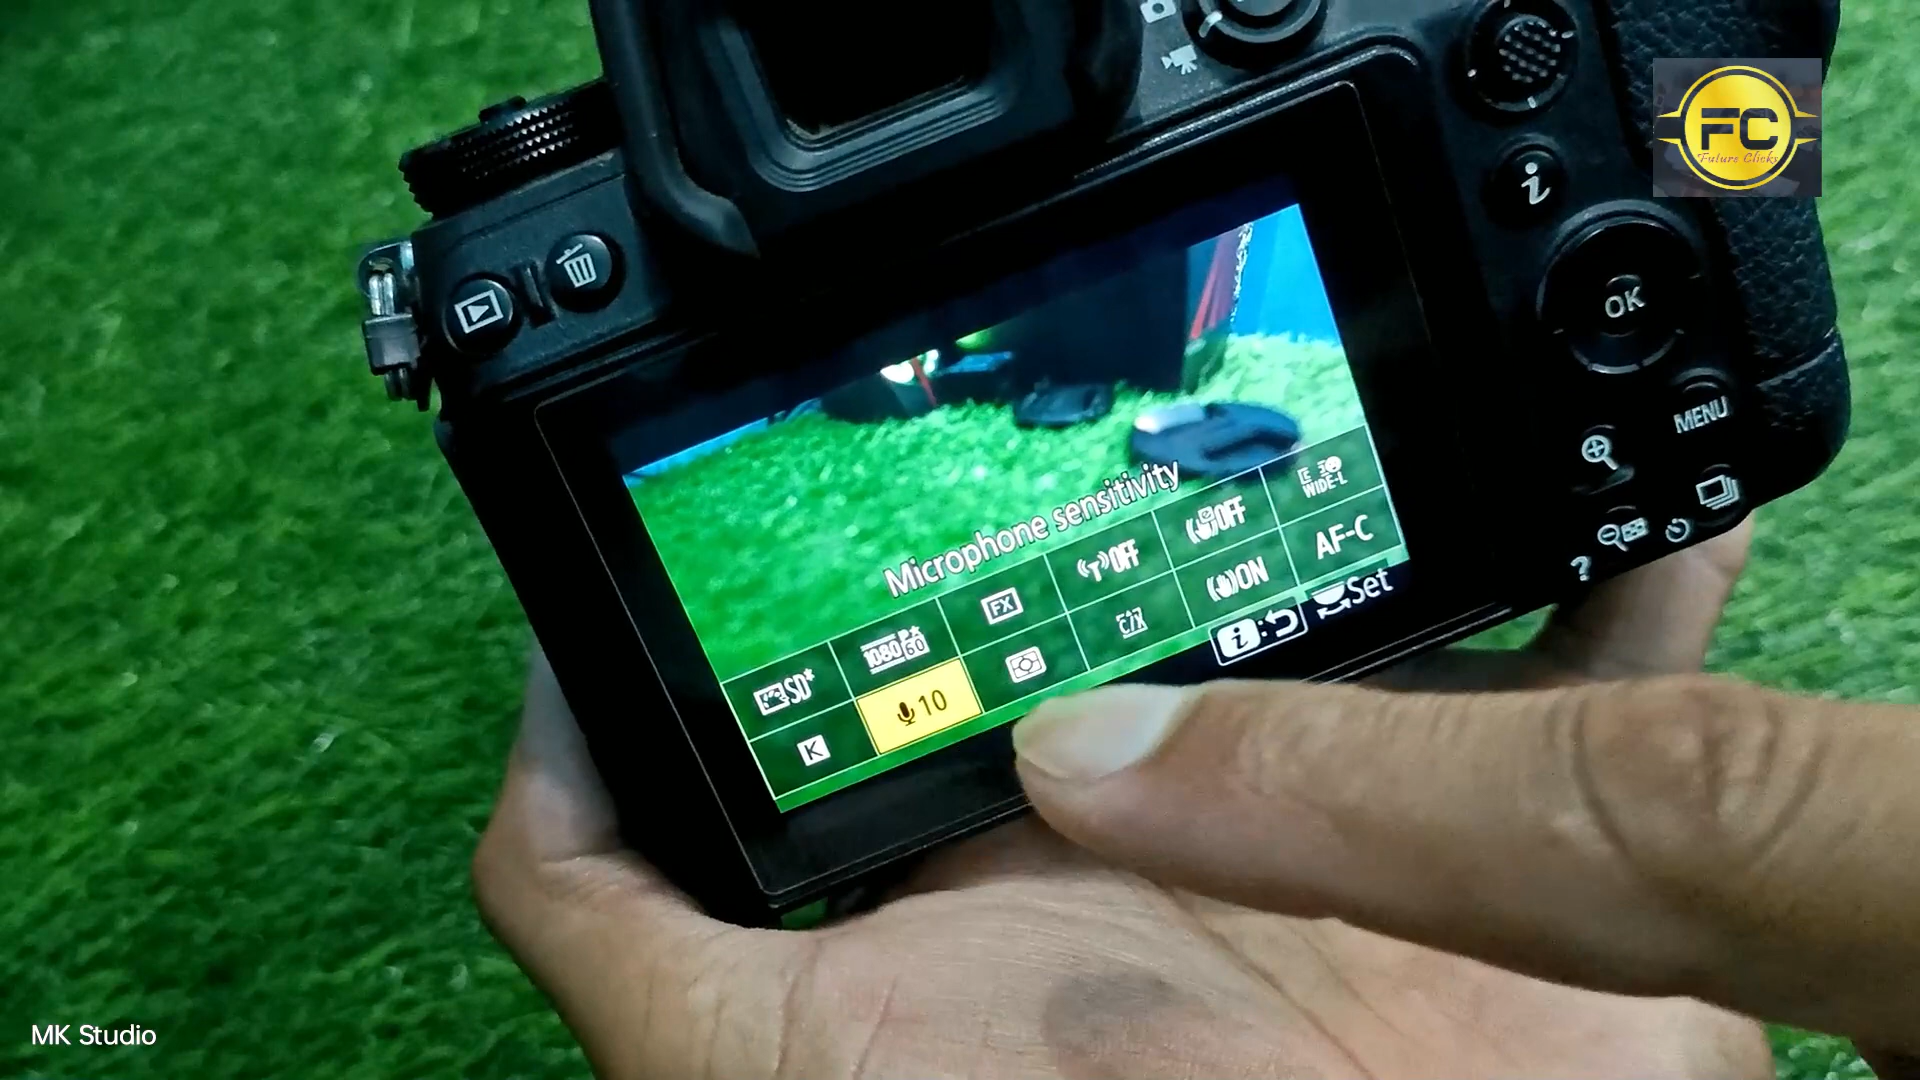 FC
Future Clicks
i
OK
MENU
?
Microphone sensitivity
SD*
1080 60
FX
T OFF
OFF
WIDE-L
K
10
ON
AF-C
i : Set
MK Studio